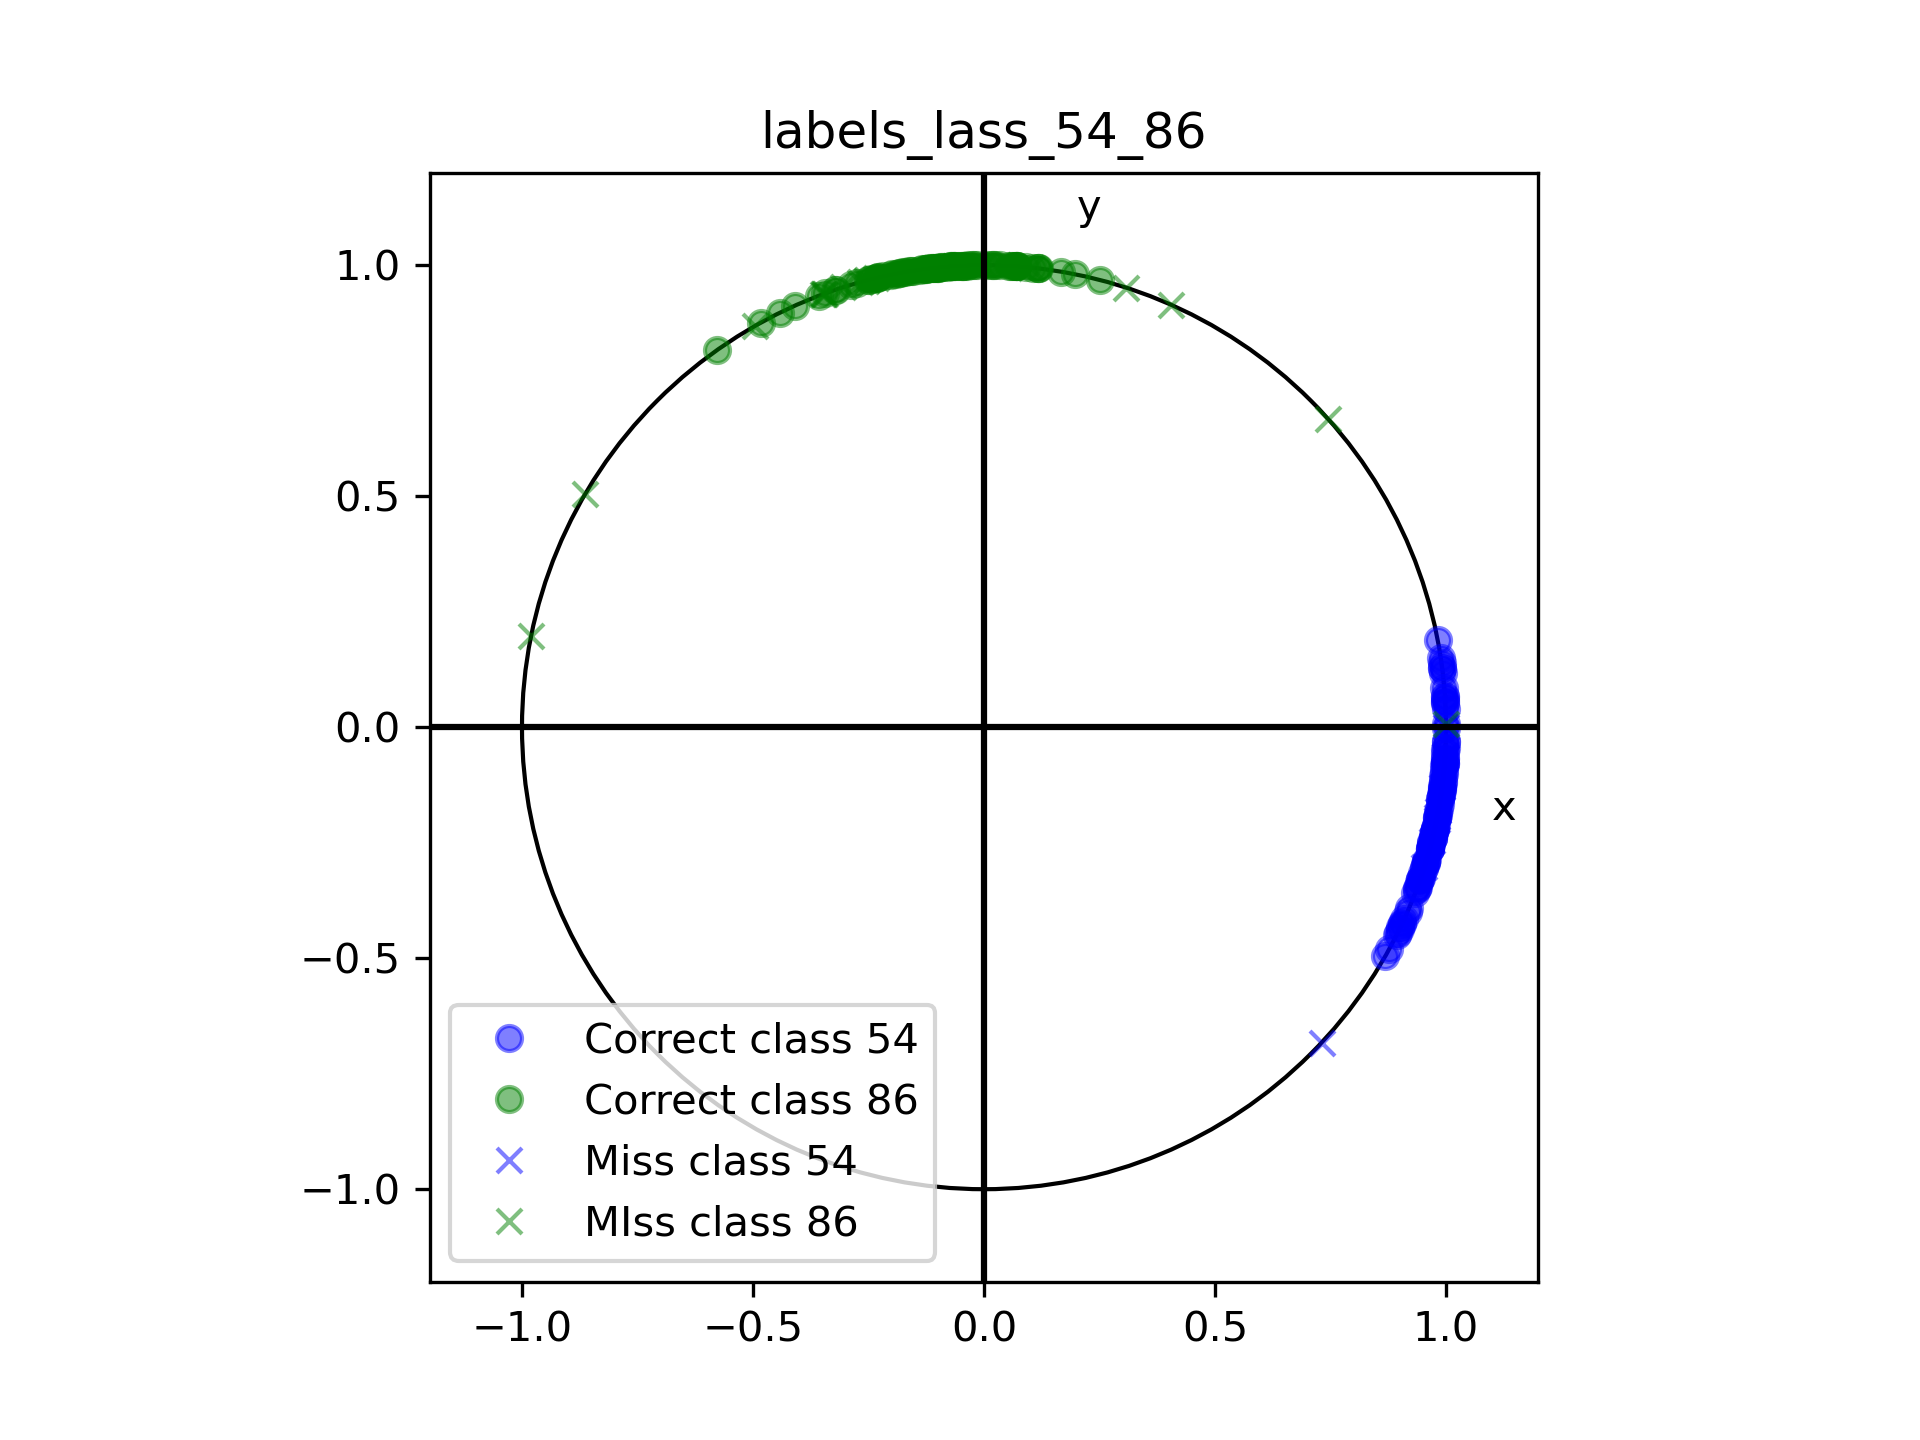 labels_lass_54_86
y
1.0
0.5
0.0
x
−0.5
Correct class 54
Correct class 86
Miss class 54
−1.0
MIss class 86
−1.0 −0.5 0.0 0.5 1.0